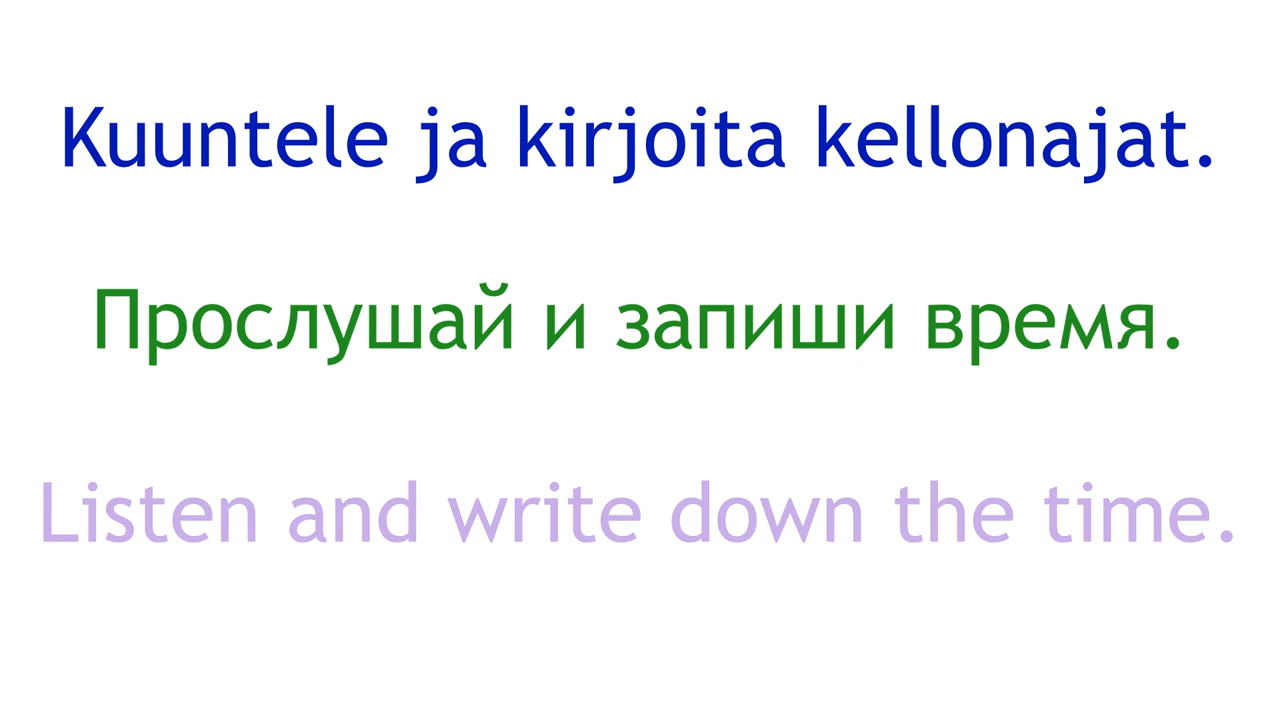 Kuuntele ja kirjoita kellonajat.
Прослушай и запиши время.
Listen and write down the time.